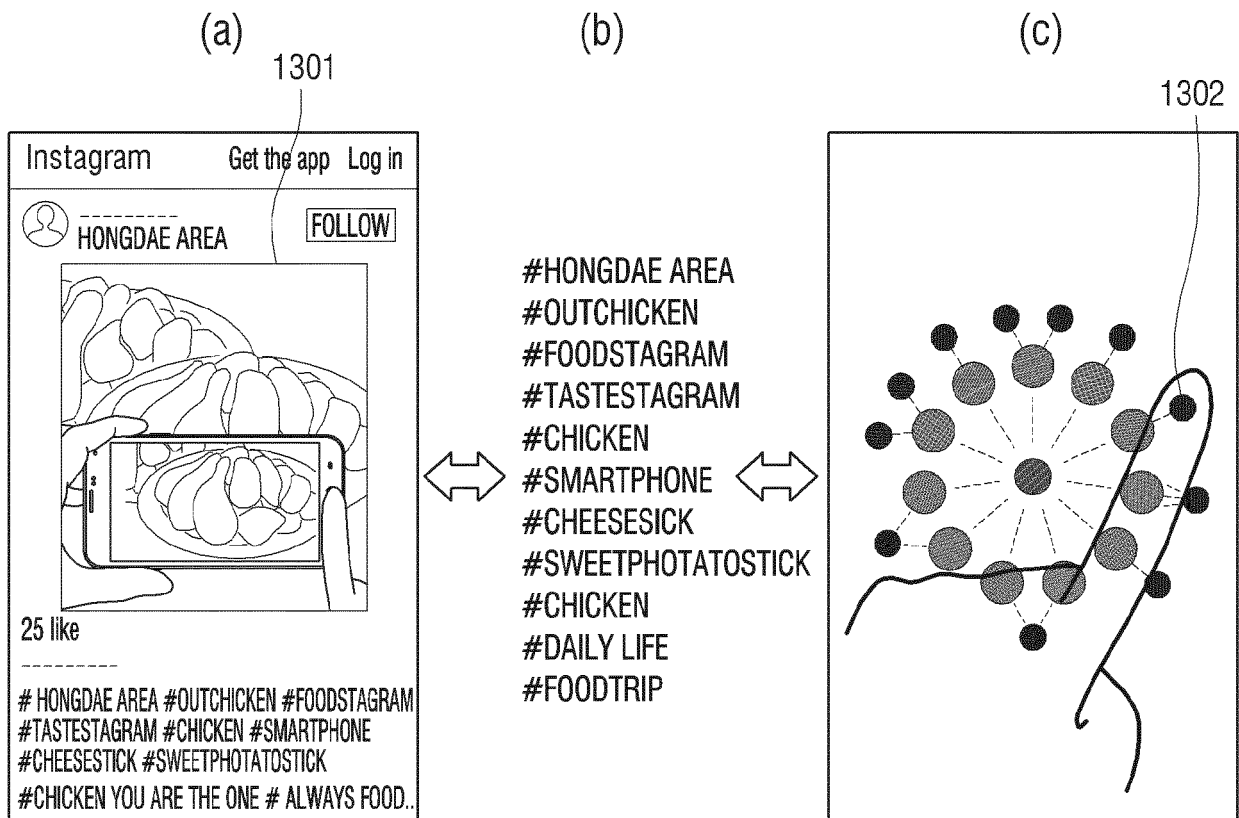 (a)
(b)
(c)
1301
1302
Instagram Get the app Log in
HONGDAE AREA
FOLLOW
25 like
# HONGDAE AREA #OUTCHICKEN #FOODSTAGRAM
#TASTESTAGRAM #CHICKEN #SMARTPHONE
#CHEESESTICK #SWEETPHOTATOSTICK
#CHICKEN YOU ARE THE ONE # ALWAYS FOOD..
#HONGDAE AREA
#OUTCHICKEN
#FOODSTAGRAM
#TASTESTAGRAM
#CHICKEN
#SMARTPHONE
#CHEESESICK
#SWEETPHOTATOSTICK
#CHICKEN
#DAILY LIFE
#FOODTRIP